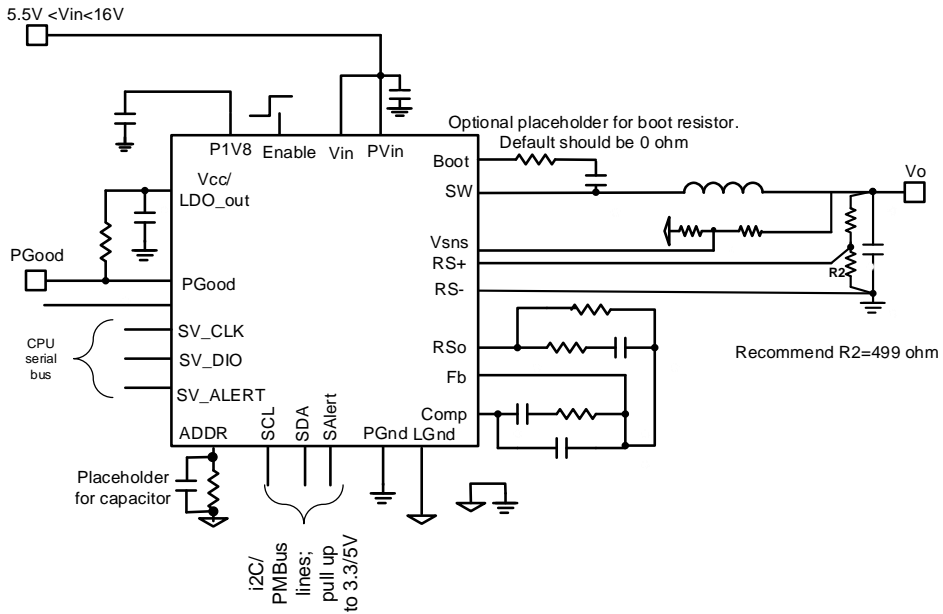 5.5V <Vin<16V
Optional placeholder for boot resistor.
Default should be 0 ohm
P1V8
Enable
Vin
PVin
Boot
SW
Vo
Vcc/
LDO_out
Vsns
RS+
RS-
R2
PGood
PGood
SV_CLK
SV_DIO
SV_ALERT
CPU
serial
bus
RSo
Fb
Comp
Recommend R2=499 ohm
ADDR
SCL
SDA
SAlert
PGnd
LGnd
Placeholder
for capacitor
i2C/
PMBus
lines;
pull up
to 3.3/5V